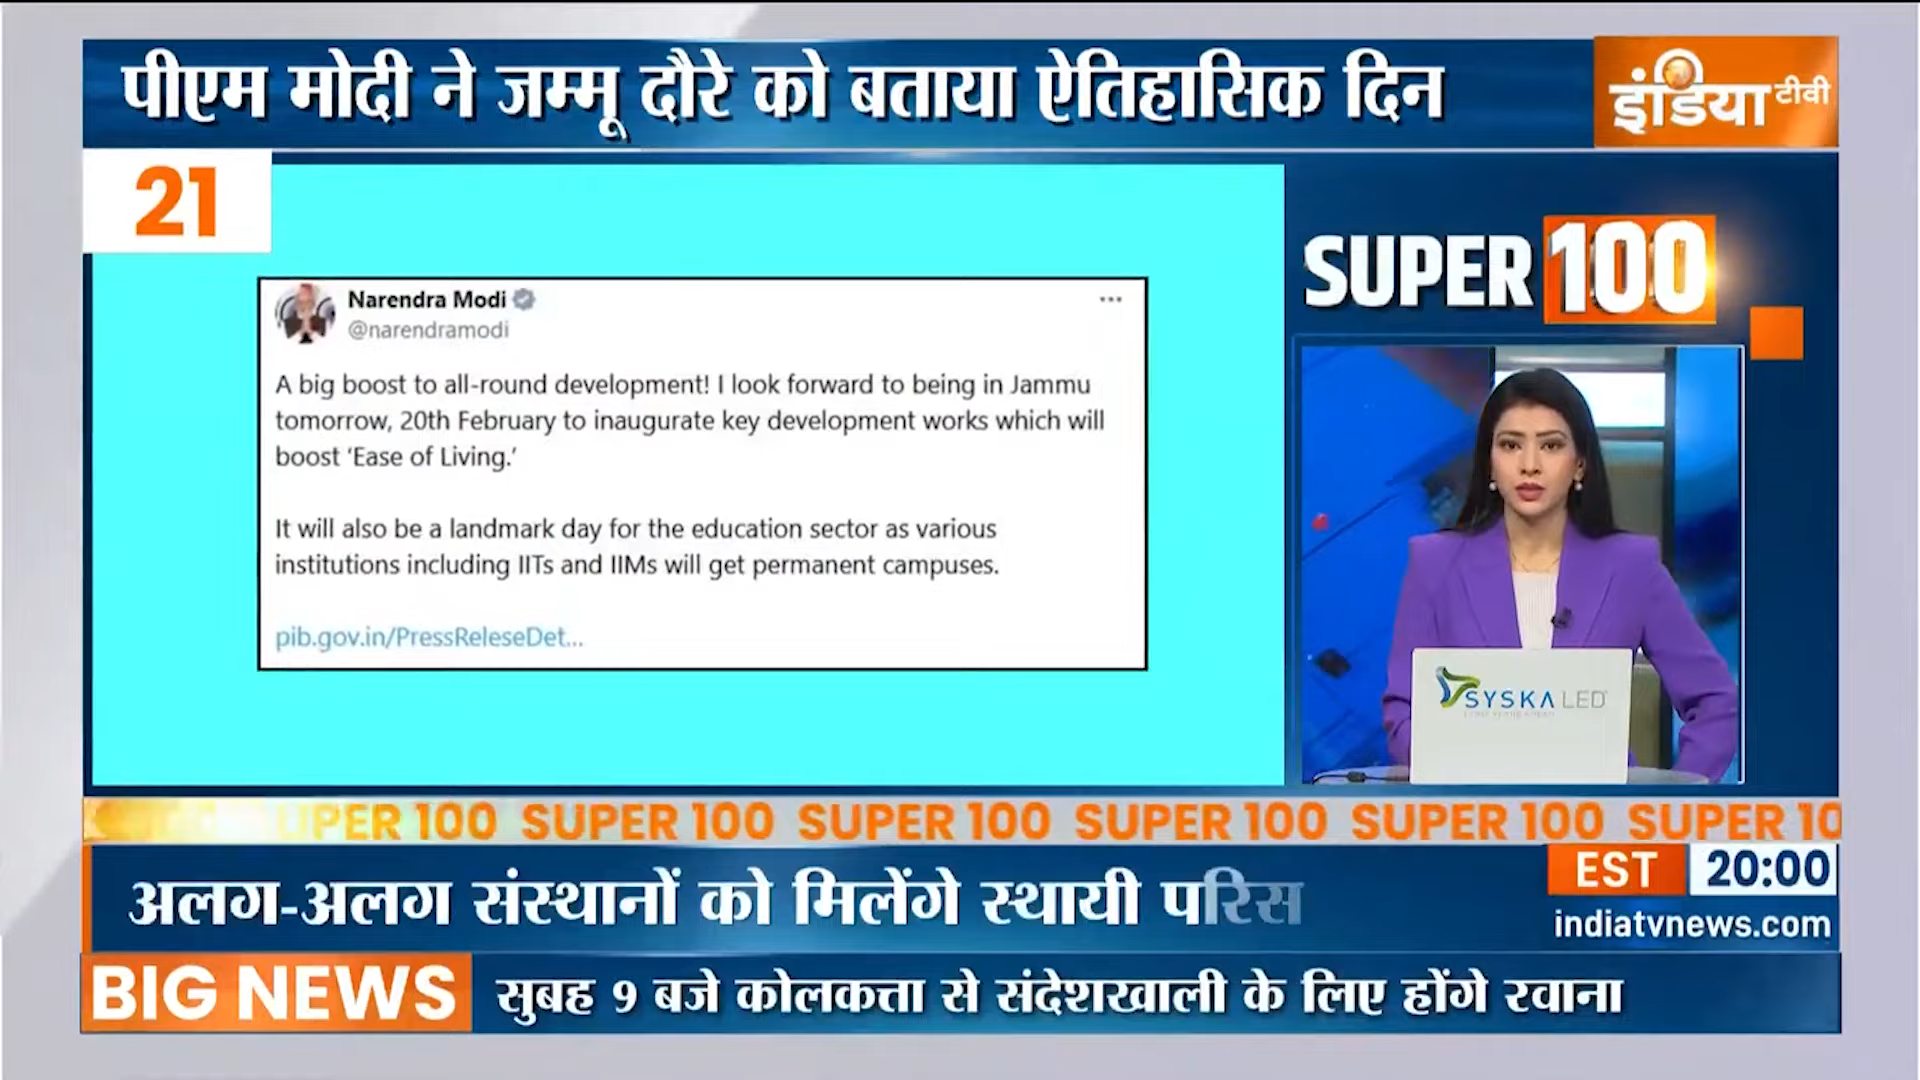 पीएम मोदी ने जम्मू दौरे को बताया ऐतिहासिक दिन
इंडिया टीवी
21
SUPER 100
Narendra Modi
@narendramodi
A big boost to all-round development! I look forward to being in Jammu
tomorrow, 20th February to inaugurate key development works which will
boost ‘Ease of Living.’
It will also be a landmark day for the education sector as various
institutions including IITs and IIMs will get permanent campuses.
pib.gov.in/PressReleseDet...
SYSKA LED
UPER 100 SUPER 100 SUPER 100 SUPER 100 SUPER 100 SUPER 10
अलग-अलग संस्थानों को मिलेंगे स्थायी परिस
EST 20:00
indiatvnews.com
BIG NEWS सुबह 9 बजे कोलकत्ता से संदेशखाली के लिए होंगे रवाना